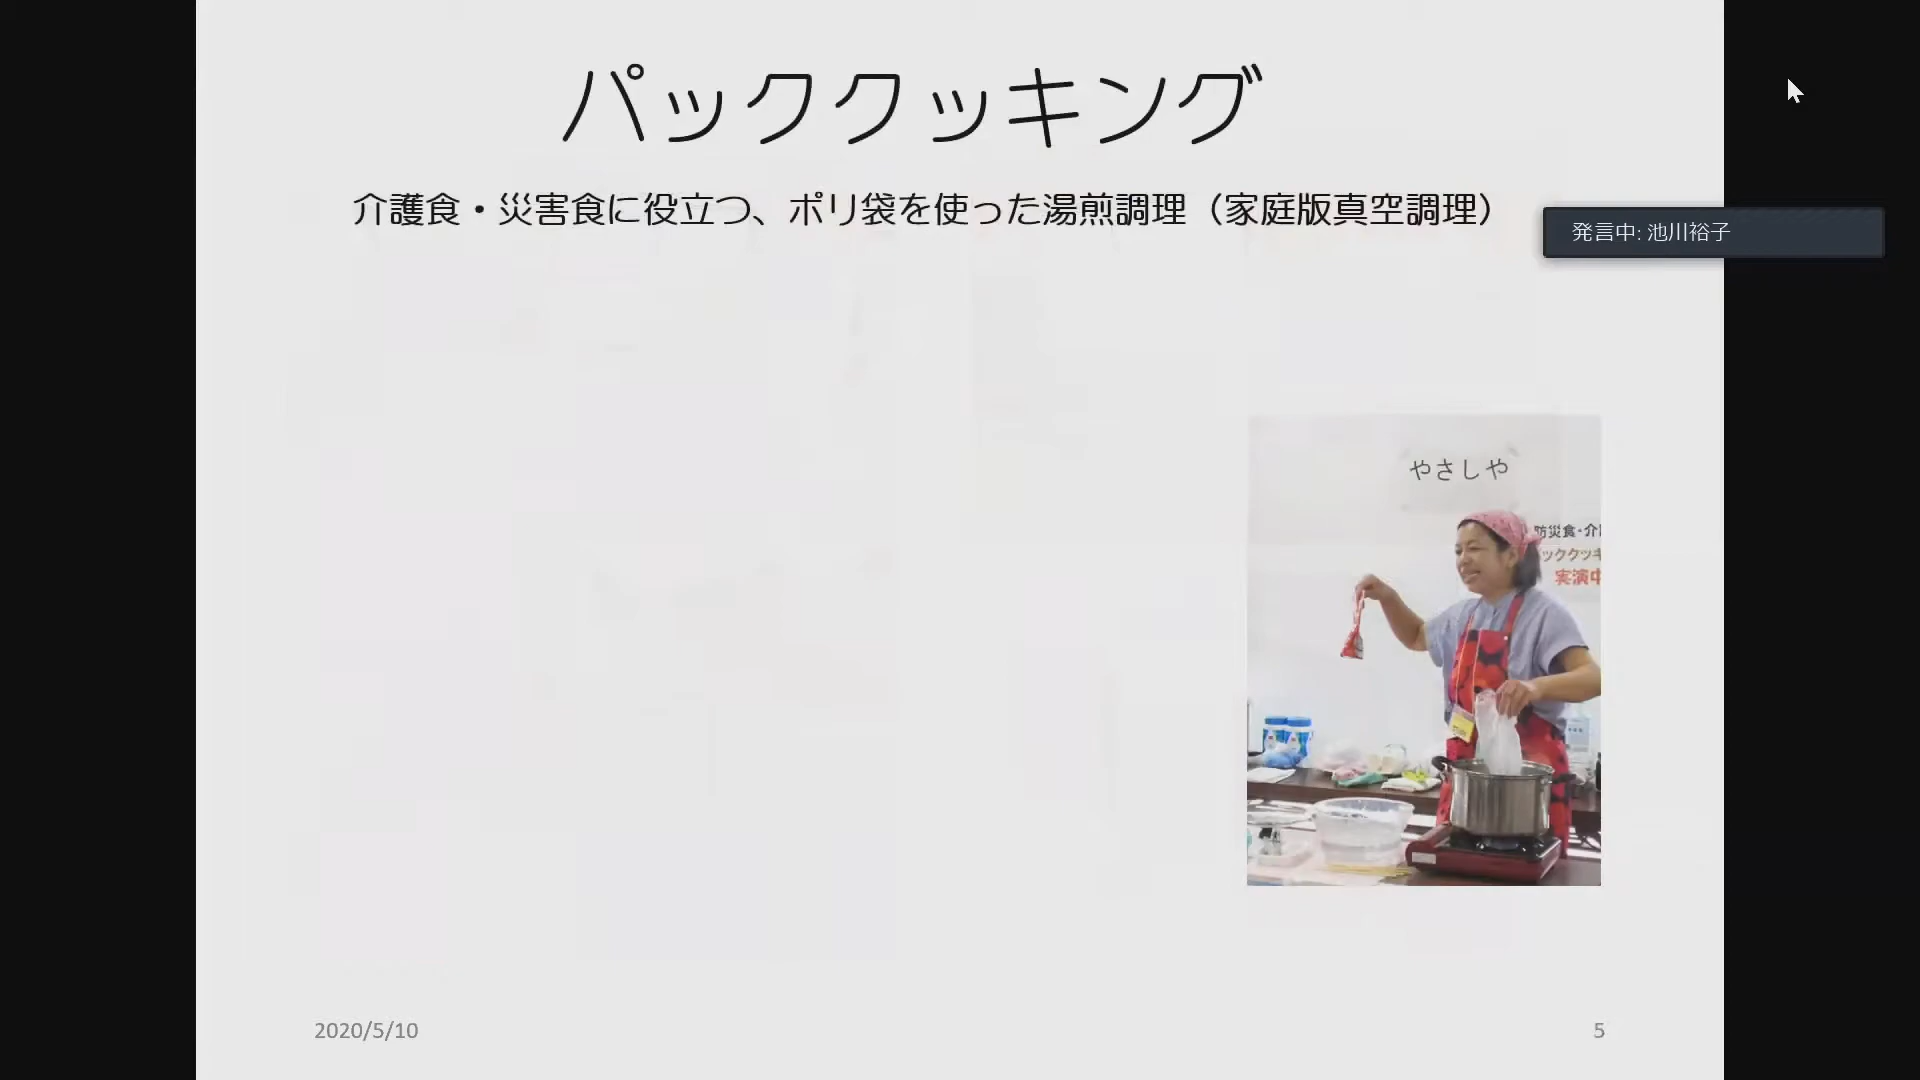 パッククッキング
介護食・災害食に役立つ、ポリ袋を使った湯煎調理（家庭版真空調理）
発言中: 池川裕子
やさしや
防災食・介
ッククッキ
実演中
2020/5/10
5